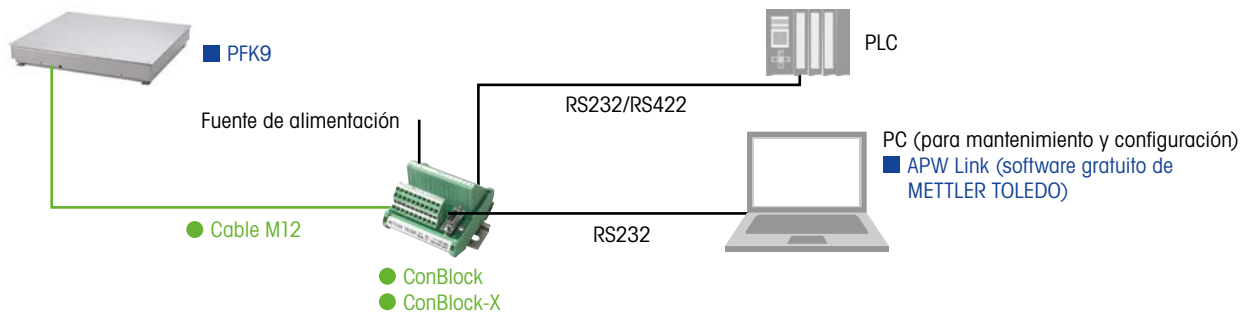 PFK9
PLC
Fuente de alimentación
RS232/RS422
PC (para mantenimiento y configuración)
APW Link (software gratuito de
METTLER TOLEDO)
Cable M12
RS232
ConBlock
ConBlock-X